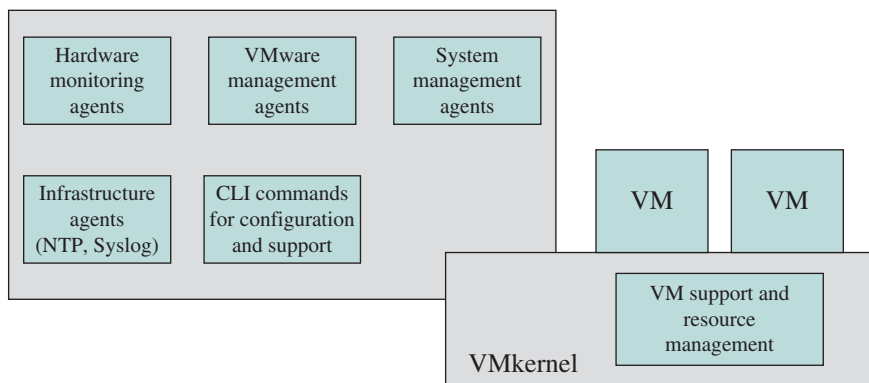 Hardware
monitoring
agents
VMware
management
agents
System
management
agents
Infrastructure
agents
(NTP, Syslog)
CLI commands
for configuration
and support
VM
VM
VM support and
resource
management
VMkernel